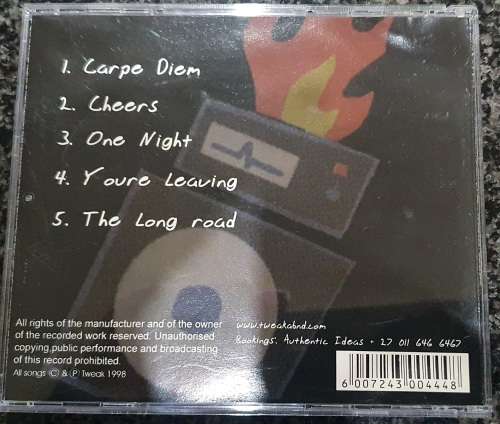 1. Carpe Diem
2. Cheers
3. One Night
4. Youre Leaving
5. The Long road
All rights of the manufacturer and of the owner
of the recorded work reserved. Unauthorised
copying,public performance and broadcasting
of this record prohibited.
All songs © & ℗ Tweak 1998
www.tweakabnd.com
Bookings: Authentic Ideas + 27 011 646 6467
6 007243 004448